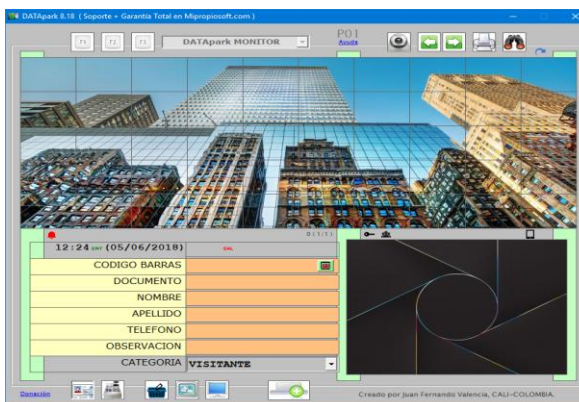 DATApark 8.18 ( Soporte + Garantía Total en Mipropiosoft.com )
F1 F2 F3 DATApark MONITOR P01
Ayuda
0 (1/1)
12:24 (05/06/2018)
CODIGO BARRAS
DOCUMENTO
NOMBRE
APELLIDO
TELEFONO
OBSERVACION
CATEGORIA VISITANTE
Donación
Creado por Juan Fernando Valencia, CALI-COLOMBIA.